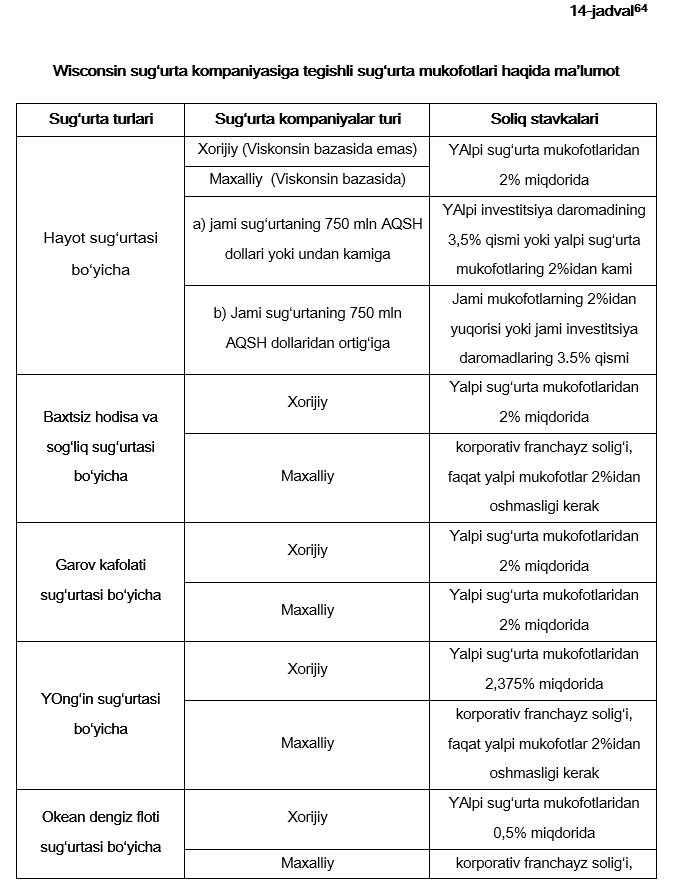 14-jadval64
Wisconsin sug‘urta kompaniyasiga tegishli sug‘urta mukofotlari haqida ma’lumot
Sug‘urta turlari
Sug‘urta kompaniyalar turi
Soliq stavkalari
Hayot sug‘urtasi
bo‘yicha
Xorijiy (Viskonsin bazasida emas)
Maxalliy (Viskonsin bazasida)
YAlpi sug‘urta mukofotlaridan
2% miqdorida
a) jami sug‘urtaning 750 mln AQSH
dollari yoki undan kamiga
YAlpi investitsiya daromadining
3,5% qismi yoki yalpi sug‘urta
mukofotlaring 2%idan kami
b) Jami sug‘urtaning 750 mln
AQSH dollaridan ortig‘iga
Jami mukofotlarning 2%idan
yuqorisi yoki jami investitsiya
daromadlaring 3.5% qismi
Baxtsiz hodisa va
sog‘liq sug‘urtasi
bo‘yicha
Xorijiy
Yalpi sug‘urta mukofotlaridan
2% miqdorida
Maxalliy
korporativ franchayz solig‘i,
faqat yalpi mukofotlar 2%idan
oshmasligi kerak
Garov kafolati
sug‘urtasi bo‘yicha
Xorijiy
Yalpi sug‘urta mukofotlaridan
2% miqdorida
Maxalliy
Yalpi sug‘urta mukofotlaridan
2% miqdorida
YOng‘in sug‘urtasi
bo‘yicha
Xorijiy
Yalpi sug‘urta mukofotlaridan
2,375% miqdorida
Maxalliy
korporativ franchayz solig‘i,
faqat yalpi mukofotlar 2%idan
oshmasligi kerak
Okean dengiz floti
sug‘urtasi bo‘yicha
Xorijiy
YAlpi sug‘urta mukofotlaridan
0,5% miqdorida
Maxalliy
korporativ franchayz solig‘i,